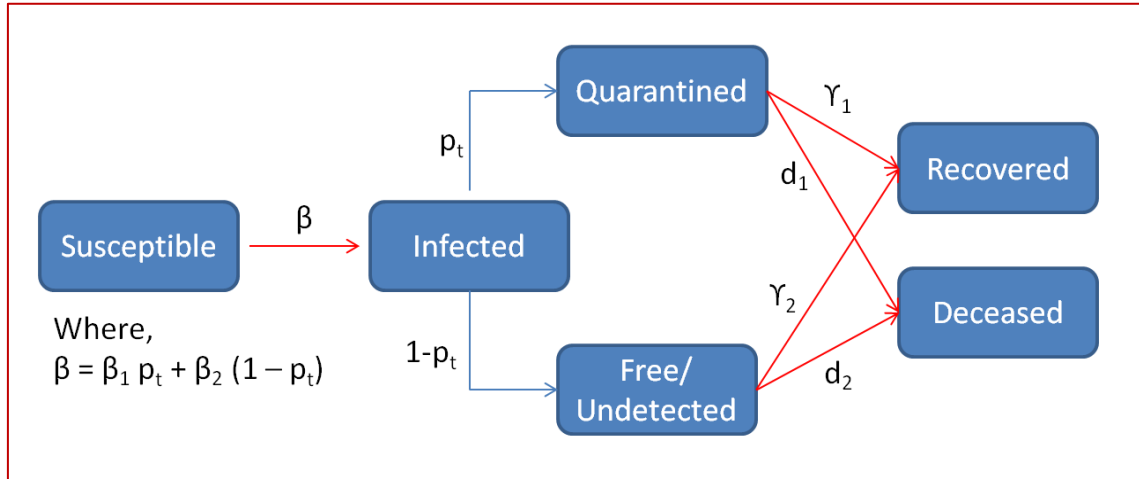 Quarantined
ϒ₁
pₜ
d₁
Recovered
β
Susceptible
Infected
ϒ₂
Deceased
Where,
β = β₁ pₜ + β₂ (1 – pₜ)
1-pₜ
Free/
Undetected
d₂